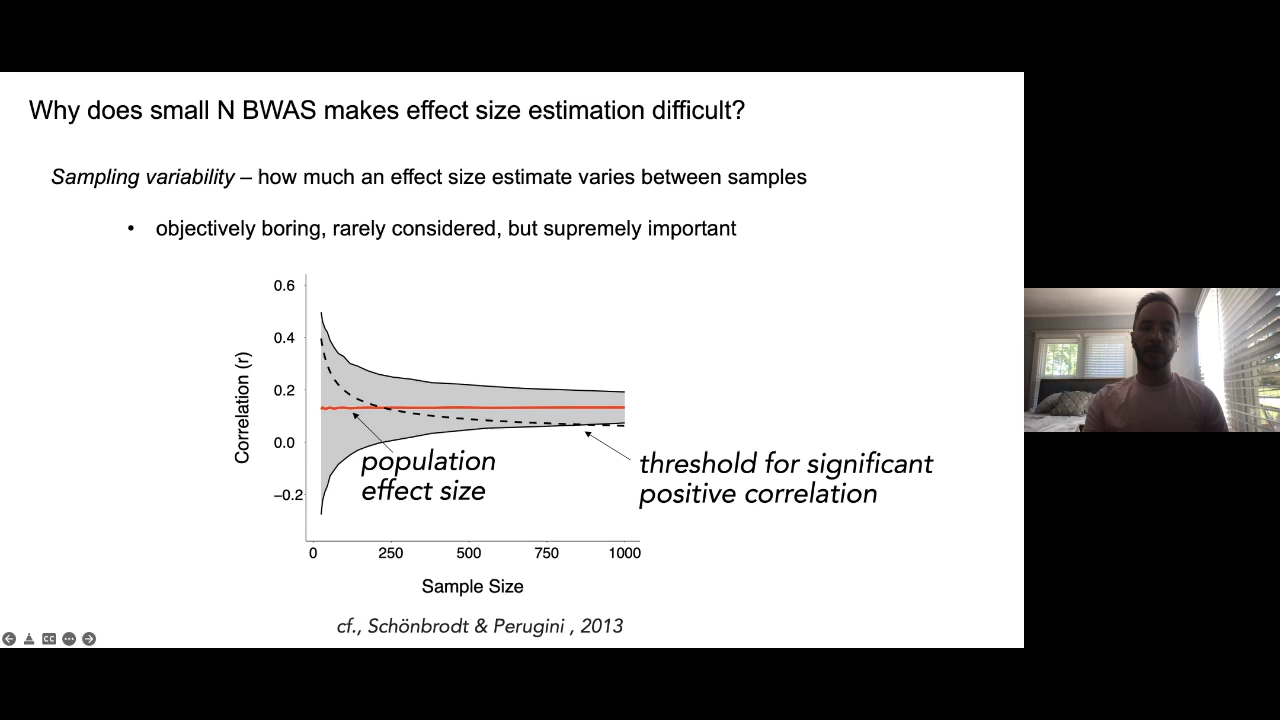 Why does small N BWAS makes effect size estimation difficult?
Sampling variability – how much an effect size estimate varies between samples
• objectively boring, rarely considered, but supremely important
0.6
0.4
0.2
0.0
−0.2
Correlation (r)
population
effect size
threshold for significant
positive correlation
0 250 500 750 1000
Sample Size
cf., Schönbrodt & Perugini , 2013
CC